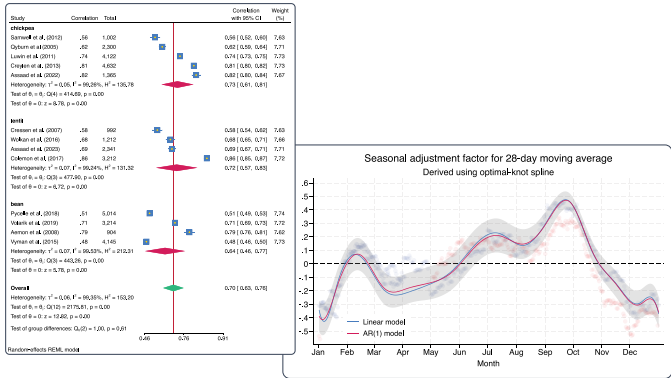 Correlation Weight
Study Correlation Total with 95% CI (%)
chickpea
Samwell et al. (2012) .56 1,002 0.56 [ 0.52, 0.60] 7.63
Qyburn et al. (2005) .62 2,300 0.62 [ 0.59, 0.64] 7.71
Luwin et al. (2011) .74 4,122 0.74 [ 0.73, 0.75] 7.73
Creylen et al. (2013) .81 4,632 0.81 [ 0.80, 0.82] 7.73
Assaad et al. (2022) .82 1,365 0.82 [ 0.80, 0.84] 7.67
Heterogeneity: τ² = 0.05, I² = 99.26%, H² = 135.78 0.73 [ 0.61, 0.81]
Test of θᵢ = θⱼ: Q(4) = 414.69, p = 0.00
Test of θ = 0: z = 8.78, p = 0.00
lentil
Cressen et al. (2007) .58 992 0.58 [ 0.54, 0.62] 7.63
Wolkan et al. (2016) .68 1,212 0.68 [ 0.65, 0.71] 7.66
Assaad et al. (2023) .69 2,341 0.69 [ 0.67, 0.71] 7.71
Colemon et al. (2017) .86 3,212 0.86 [ 0.85, 0.87] 7.72
Heterogeneity: τ² = 0.07, I² = 99.24%, H² = 131.32 0.72 [ 0.57, 0.83]
Test of θᵢ = θⱼ: Q(3) = 477.90, p = 0.00
Test of θ = 0: z = 6.72, p = 0.00
bean
Pycelle et al. (2018) .51 5,014 0.51 [ 0.49, 0.53] 7.74
Volarik et al. (2019) .71 3,214 0.71 [ 0.69, 0.73] 7.72
Aemon et al. (2008) .79 904 0.79 [ 0.76, 0.81] 7.62
Vyman et al. (2015) .48 4,145 0.48 [ 0.46, 0.50] 7.73
Heterogeneity: τ² = 0.07, I² = 99.53%, H² = 212.31 0.64 [ 0.46, 0.77]
Test of θᵢ = θⱼ: Q(3) = 443.26, p = 0.00
Test of θ = 0: z = 5.78, p = 0.00
Overall 0.70 [ 0.63, 0.76]
Heterogeneity: τ² = 0.06, I² = 99.35%, H² = 153.20
Test of θᵢ = θⱼ: Q(12) = 2175.81, p = 0.00
Test of θ = 0: z = 12.82, p = 0.00
Test of group differences: Qb(2) = 1.00, p = 0.61
0.46 0.76 0.91
Random-effects REML model
Seasonal adjustment factor for 28-day moving average
Derived using optimal-knot spline
.6
.5
.4
.3
.2
.1
0
-.1
-.2
-.3
-.4
-.5
Linear model
AR(1) model
Jan Feb Mar Apr May Jun Jul Aug Sep Oct Nov Dec
Month